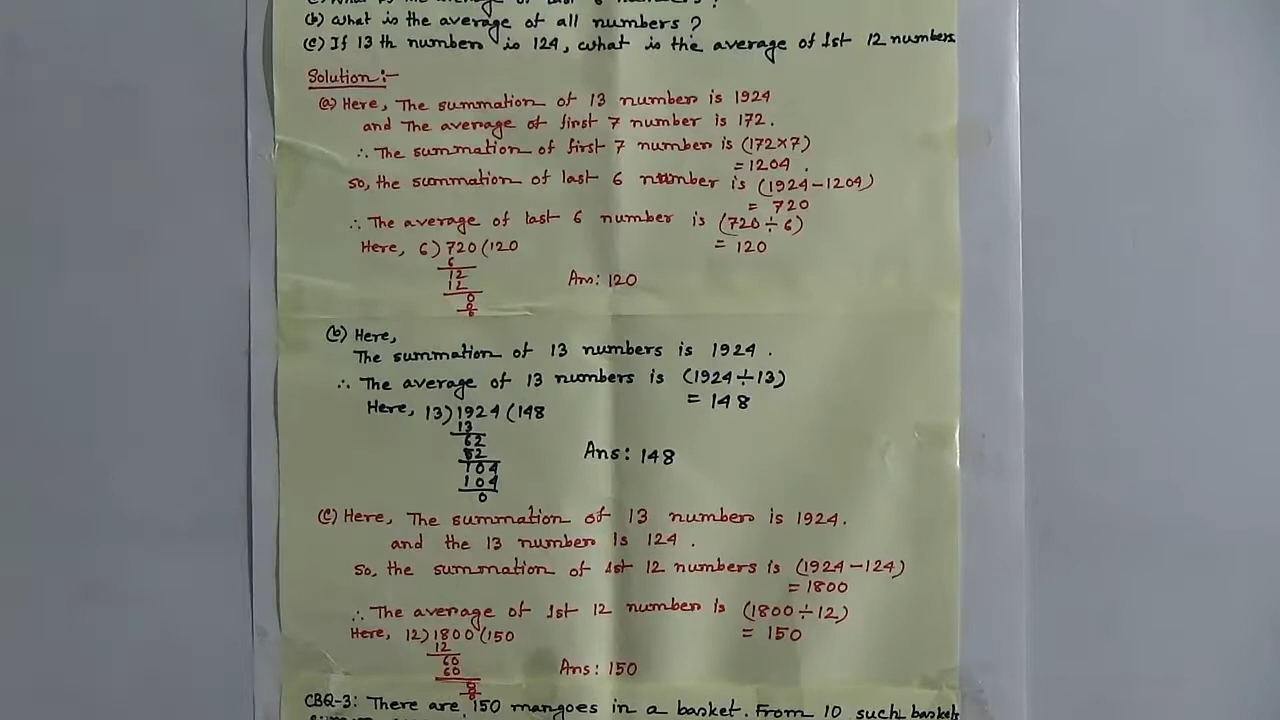 (b) What is the average of all numbers?
(c) If 13 th numbers is 124, what is the average of 1st 12 numbers
Solution:-
(a) Here, The summation of 13 numbers is 1924
and The average of first 7 number is 172.
∴ The summation of first 7 number is (172×7)
= 1204.
So, the summation of last 6 number is (1924-1204)
= 720
∴ The average of last 6 number is (720÷6)
Here, 6) 720 (120
= 120
6
12
12
Ans: 120
0
0
(b) Here,
The summation of 13 numbers is 1924.
∴ The average of 13 numbers is (1924÷13)
= 148
Here, 13) 1924 (148
13
62
52
Ans: 148
104
104
0
(c) Here, The summation of 13 numbers is 1924.
and the 13 number is 124.
So, the summation of 1st 12 numbers is (1924-124)
= 1800
∴ The average of 1st 12 number is (1800÷12)
Here, 12) 1800 (150
= 150
12
60
60
Ans: 150
0
0
CBQ-3: There are 150 mangoes in a basket. From 10 such baskets